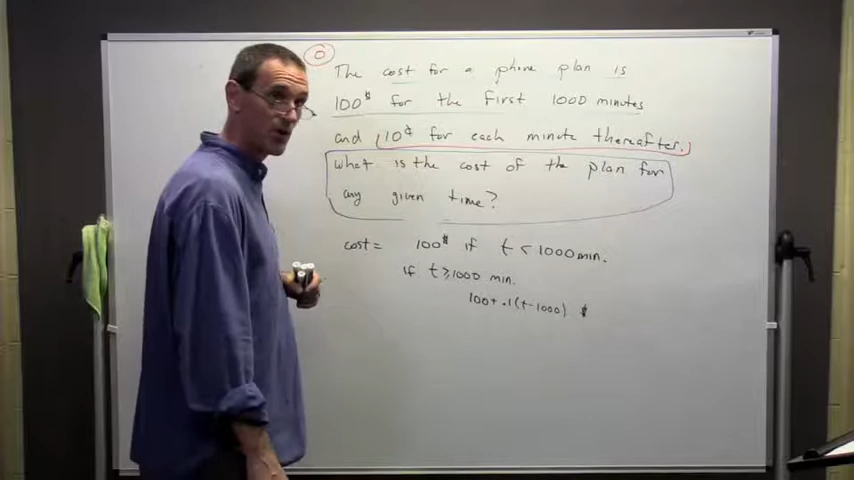 0
The cost for a phone plan is
100$ for the first 1000 minutes
and 10¢ for each minute thereafter.
what is the cost of the plan for
any given time?
cost = 100$ if t < 1000 min.
if t ≥ 1000 min.
100 + .1(t-1000) $